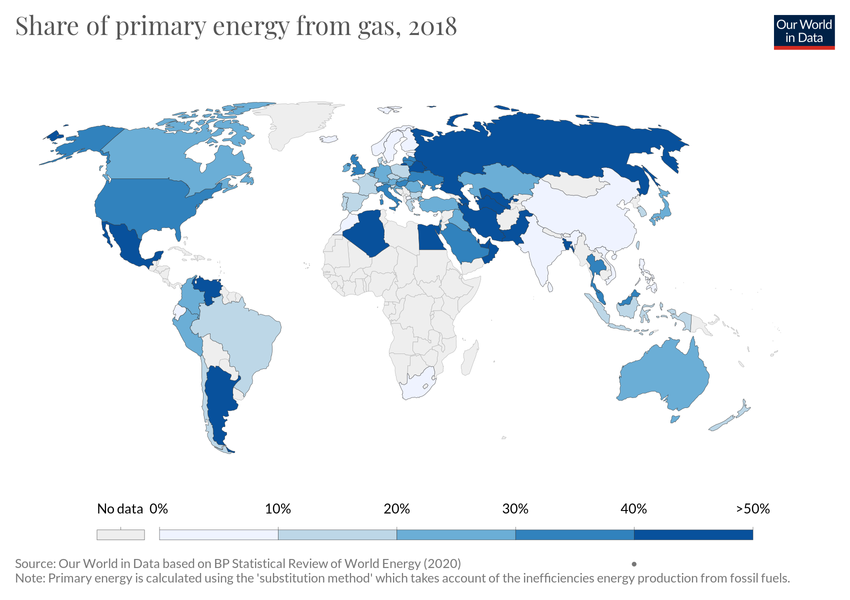 Share of primary energy from gas, 2018
Our World
in Data
No data 0% 10% 20% 30% 40% >50%
Source: Our World in Data based on BP Statistical Review of World Energy (2020)
Note: Primary energy is calculated using the 'substitution method' which takes account of the inefficiencies energy production from fossil fuels.